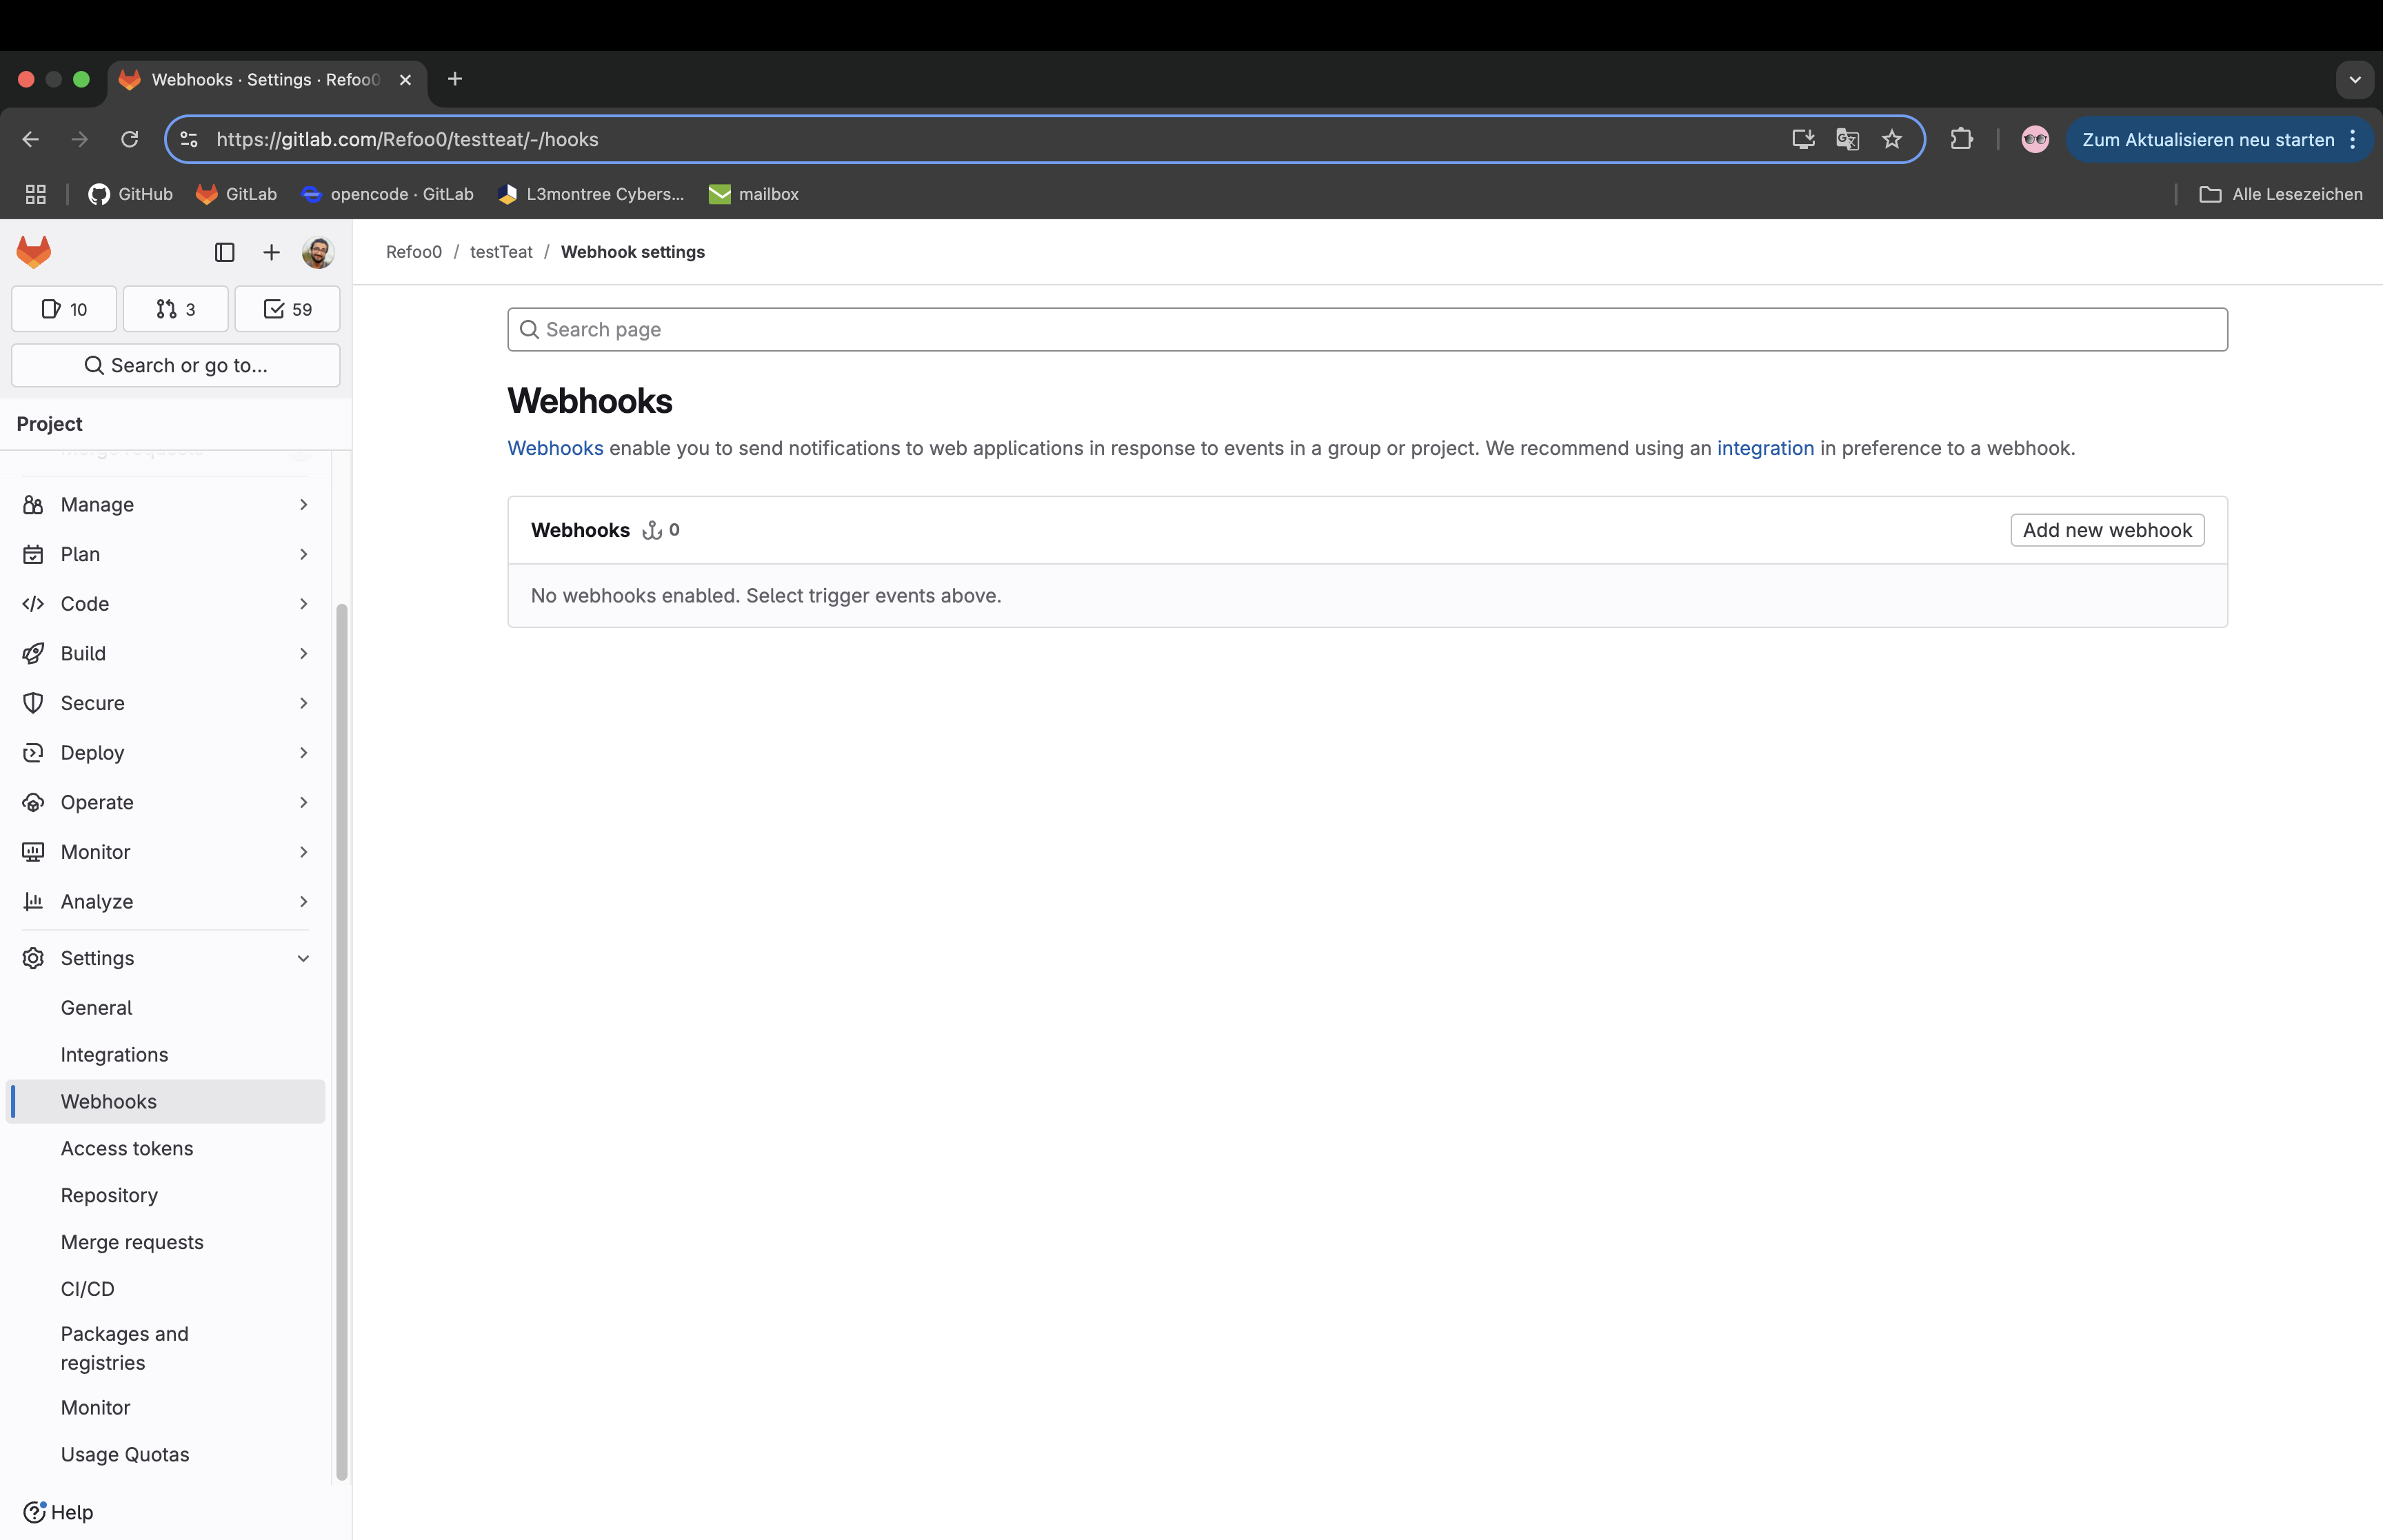 Webhooks · Settings · Refoo0
https://gitlab.com/Refoo0/testteat/-/hooks
Zum Aktualisieren neu starten
GitHub
GitLab
opencode · GitLab
L3montree Cybers...
mailbox
Alle Lesezeichen
Refoo0 / testTeat / Webhook settings
10
3
59
Search or go to...
Project
Merge requests
Manage
Plan
Code
Build
Secure
Deploy
Operate
Monitor
Analyze
Settings
General
Integrations
Webhooks
Access tokens
Repository
Merge requests
CI/CD
Packages and
registries
Monitor
Usage Quotas
Help
Search page
Webhooks
Webhooks enable you to send notifications to web applications in response to events in a group or project. We recommend using an integration in preference to a webhook.
Webhooks 0
Add new webhook
No webhooks enabled. Select trigger events above.